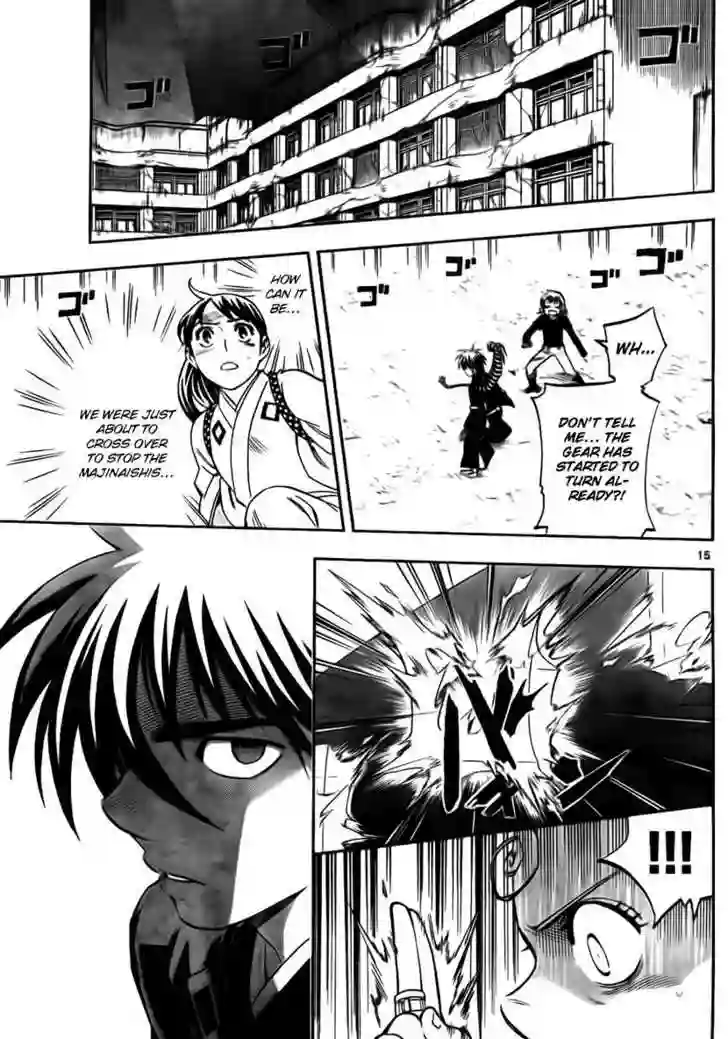 ゴ
ゴ
ゴ
ゴ
WH...
DON'T TELL
ME... THE
GEAR HAS
STARTED TO
TURN AL-
READY?!
ゴ
ゴ
ゴ
HOW
CAN IT
BE...
WE WERE JUST
ABOUT TO
CROSS OVER
TO STOP THE
MAJINAISHIS...
ゴ
15
!!!